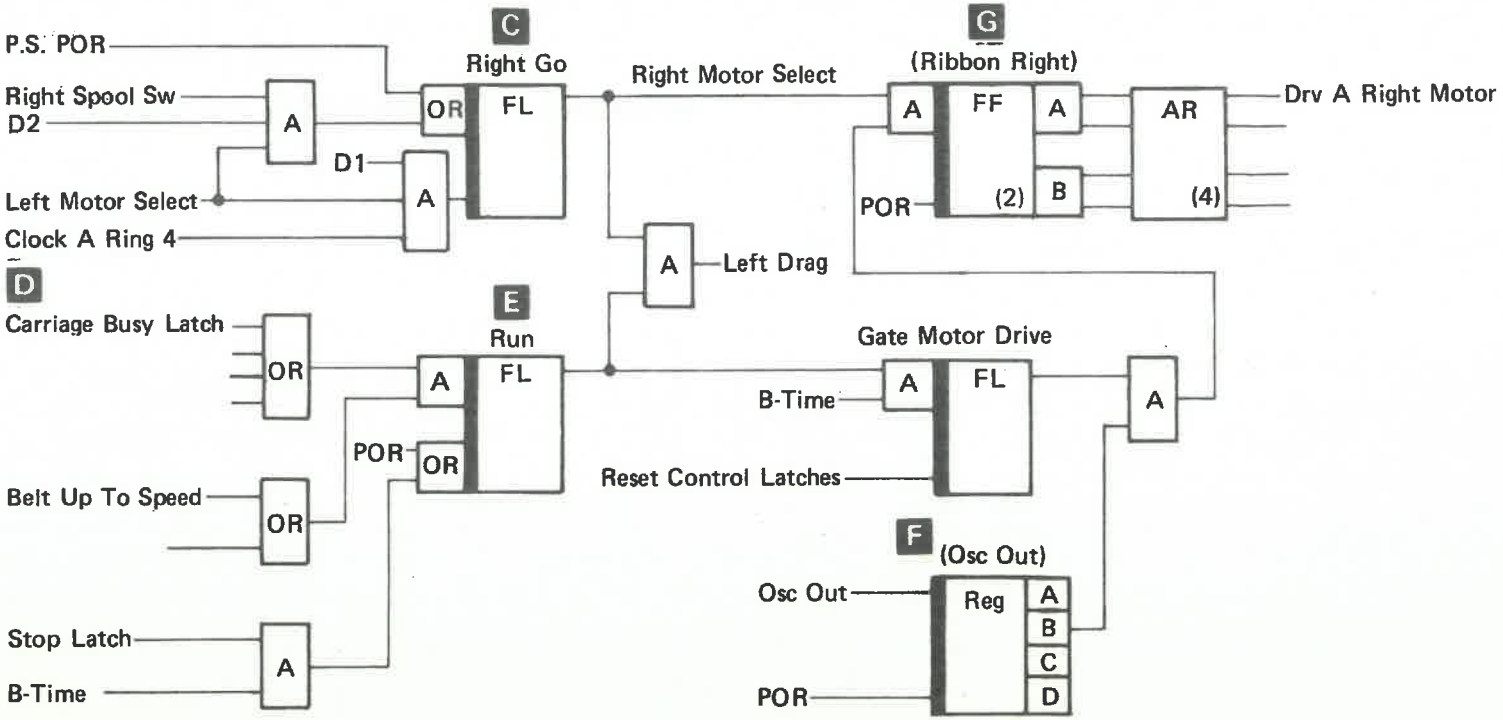 P.S. POR
Right Spool Sw
D2
A
D1
Left Motor Select
Clock A Ring 4
A
C
Right Go
OR
FL
Right Motor Select
A
Left Drag
G
(Ribbon Right)
A
FF
A
B
(2)
POR
AR
(4)
Drv A Right Motor
D
Carriage Busy Latch
OR
Belt Up To Speed
OR
Stop Latch
B-Time
A
E
Run
A
FL
POR
OR
Gate Motor Drive
A
FL
B-Time
Reset Control Latches
A
F
(Osc Out)
Osc Out
Reg
A
B
C
D
POR